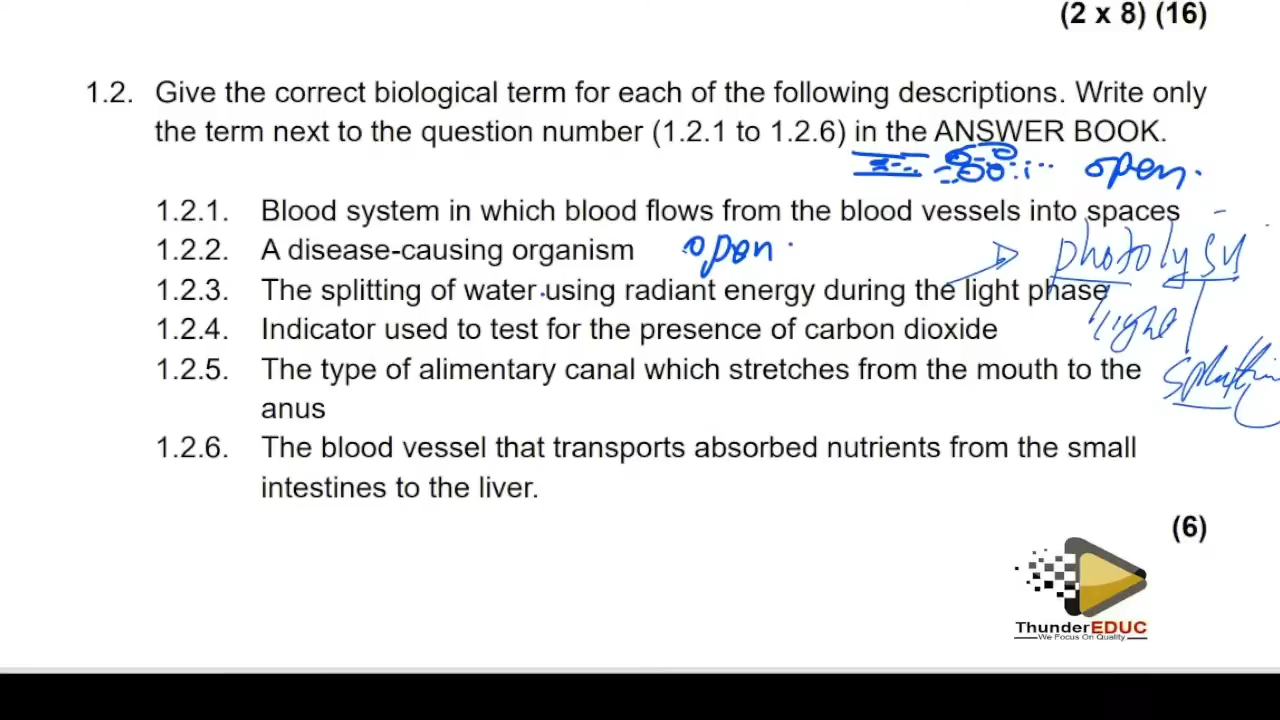 (2 x 8) (16)
1.2. Give the correct biological term for each of the following descriptions. Write only
the term next to the question number (1.2.1 to 1.2.6) in the ANSWER BOOK.
open.
1.2.1. Blood system in which blood flows from the blood vessels into spaces
1.2.2. A disease-causing organism open.
photolysis
1.2.3. The splitting of water using radiant energy during the light phase
light
1.2.4. Indicator used to test for the presence of carbon dioxide
1.2.5. The type of alimentary canal which stretches from the mouth to the
anus
1.2.6. The blood vessel that transports absorbed nutrients from the small
intestines to the liver.
(6)
ThunderEDUC
We Focus On Quality